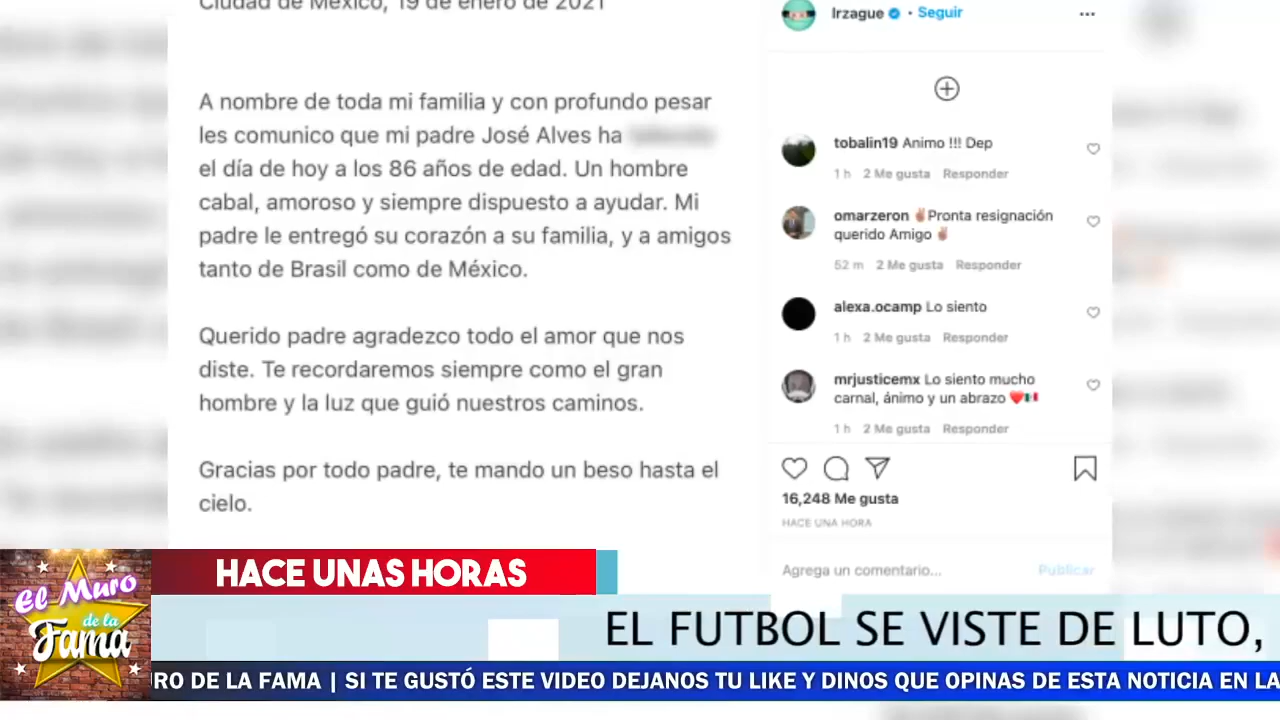 Ciudad de México, 19 de enero de 2021
A nombre de toda mi familia y con profundo pesar
les comunico que mi padre José Alves ha
el día de hoy a los 86 años de edad. Un hombre
cabal, amoroso y siempre dispuesto a ayudar. Mi
padre le entregó su corazón a su familia, y a amigos
tanto de Brasil como de México.
Querido padre agradezco todo el amor que nos
diste. Te recordaremos siempre como el gran
hombre y la luz que guió nuestros caminos.
Gracias por todo padre, te mando un beso hasta el
cielo.
lrzague • Seguir
tobalin19 Animo !!! Dep
1 h 2 Me gusta Responder
omarzeron ✌🏼Pronta resignación
querido Amigo ✌🏼
52 m 2 Me gusta Responder
alexa.ocamp Lo siento
1 h 2 Me gusta Responder
mrjusticemx Lo siento mucho
carnal, ánimo y un abrazo ❤️🇲🇽
1 h 2 Me gusta Responder
16,248 Me gusta
HACE UNA HORA
Agrega un comentario... Publicar
El Muro
de la
Fama
HACE UNAS HORAS
EL FUTBOL SE VISTE DE LUTO,
RO DE LA FAMA | SI TE GUSTÓ ESTE VIDEO DEJANOS TU LIKE Y DINOS QUE OPINAS DE ESTA NOTICIA EN LA